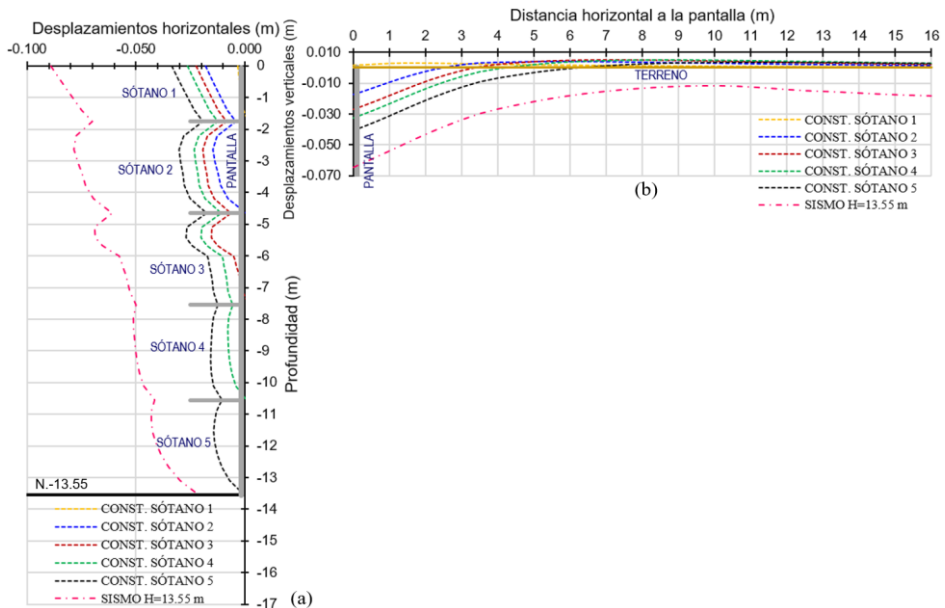 Desplazamientos horizontales (m)
-0.100
-0.050
0.000
SÓTANO 1
SÓTANO 2
SÓTANO 3
SÓTANO 4
SÓTANO 5
PANTALLA
N.-13.55
0
-1
-2
-3
-4
-5
-6
-7
-8
-9
-10
-11
-12
-13
-14
-15
-16
-17
Profundidad (m)
CONST. SÓTANO 1
CONST. SÓTANO 2
CONST. SÓTANO 3
CONST. SÓTANO 4
CONST. SÓTANO 5
SISMO H=13.55 m
(a)
Distancia horizontal a la pantalla (m)
0 1 2 3 4 5 6 7 8 9 10 11 12 13 14 15 16
Desplazamientos verticales (m)
0.010
-0.010
-0.030
-0.050
-0.070
TERRENO
PANTALLA
CONST. SÓTANO 1
CONST. SÓTANO 2
CONST. SÓTANO 3
CONST. SÓTANO 4
CONST. SÓTANO 5
SISMO H=13.55 m
(b)